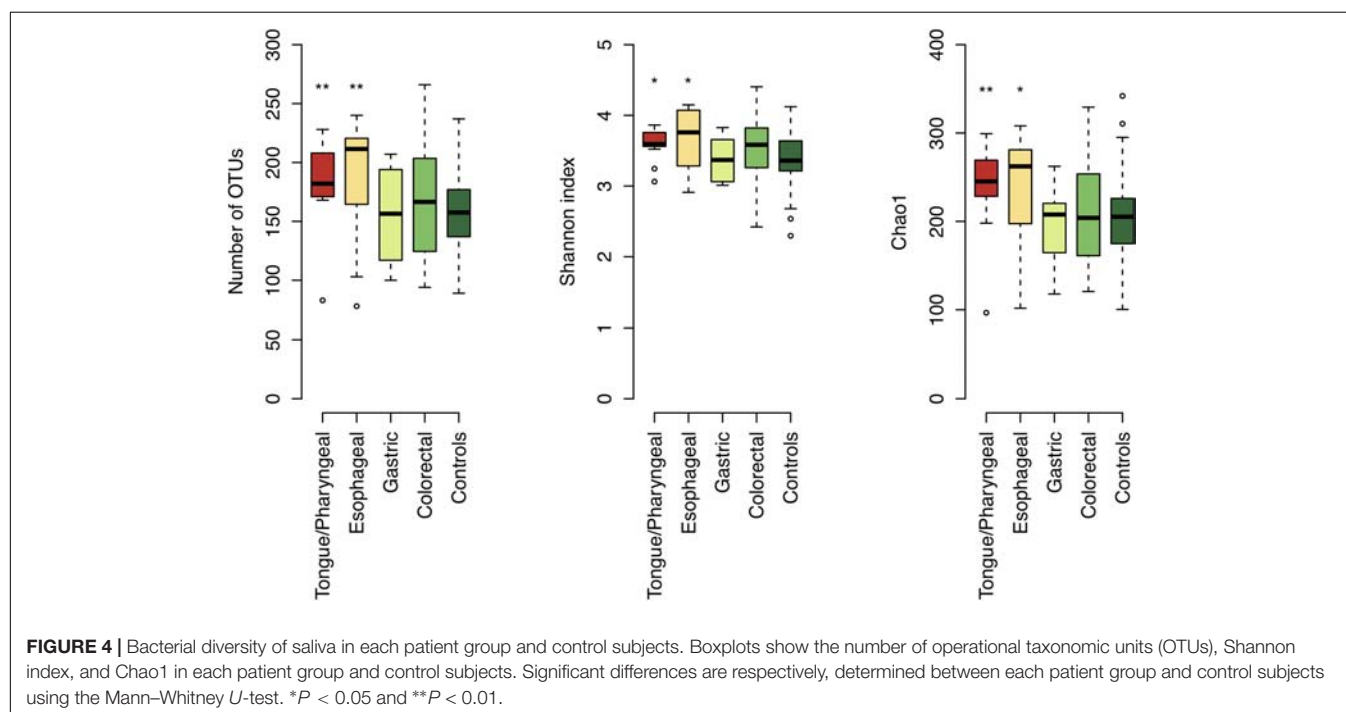 Number of OTUs
0
50
100
150
200
250
300
** **
Tongue/Pharyngeal
Esophageal
Gastric
Colorectal
Controls
Shannon index
0
1
2
3
4
5
* *
Tongue/Pharyngeal
Esophageal
Gastric
Colorectal
Controls
Chao1
0
100
200
300
400
** *
Tongue/Pharyngeal
Esophageal
Gastric
Colorectal
Controls
FIGURE 4 | Bacterial diversity of saliva in each patient group and control subjects. Boxplots show the number of operational taxonomic units (OTUs), Shannon
index, and Chao1 in each patient group and control subjects. Significant differences are respectively, determined between each patient group and control subjects
using the Mann–Whitney U-test. *P < 0.05 and **P < 0.01.